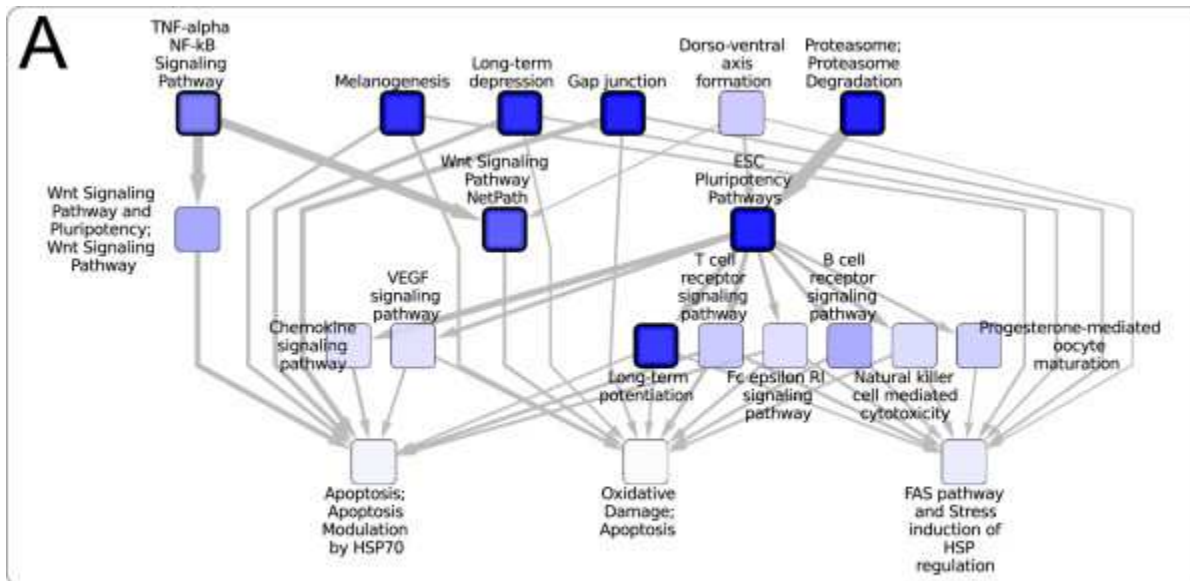 A
TNF-alpha
NF-kB
Signaling
Pathway
Melanogenesis
Long-term
depression
Gap junction
Dorso-ventral
axis
formation
Proteasome;
Proteasome
Degradation
Wnt Signaling
Pathway and
Pluripotency;
Wnt Signaling
Pathway
Wnt Signaling
Pathway
NetPath
ESC
Pluripotency
Pathways
VEGF
signaling
pathway
T cell
receptor
signaling
pathway
B cell
receptor
signaling
pathway
Chemokine
signaling
pathway
Progesterone-mediated
oocyte
maturation
Long-term
potentiation
Fc epsilon RI
signaling
pathway
Natural killer
cell mediated
cytotoxicity
Apoptosis;
Apoptosis
Modulation
by HSP70
Oxidative
Damage;
Apoptosis
FAS pathway
and Stress
induction of
HSP
regulation